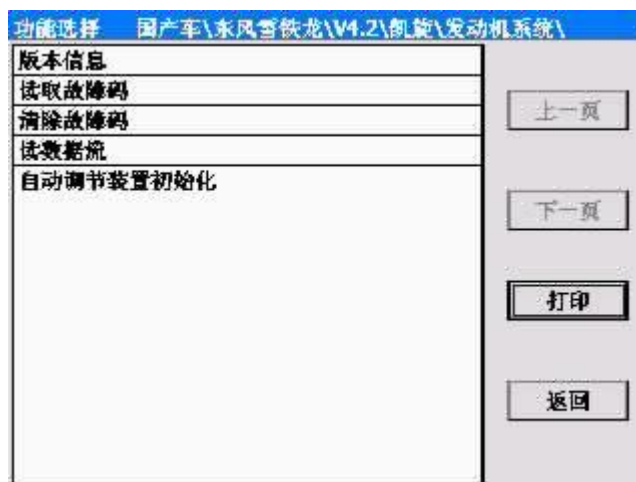 功能选择 国产车\东风雪铁龙\V4.2\凯旋\发动机系统\
版本信息
读取故障码
清除故障码
读数据流
自动调节装置初始化
上一页
下一页
打印
返回